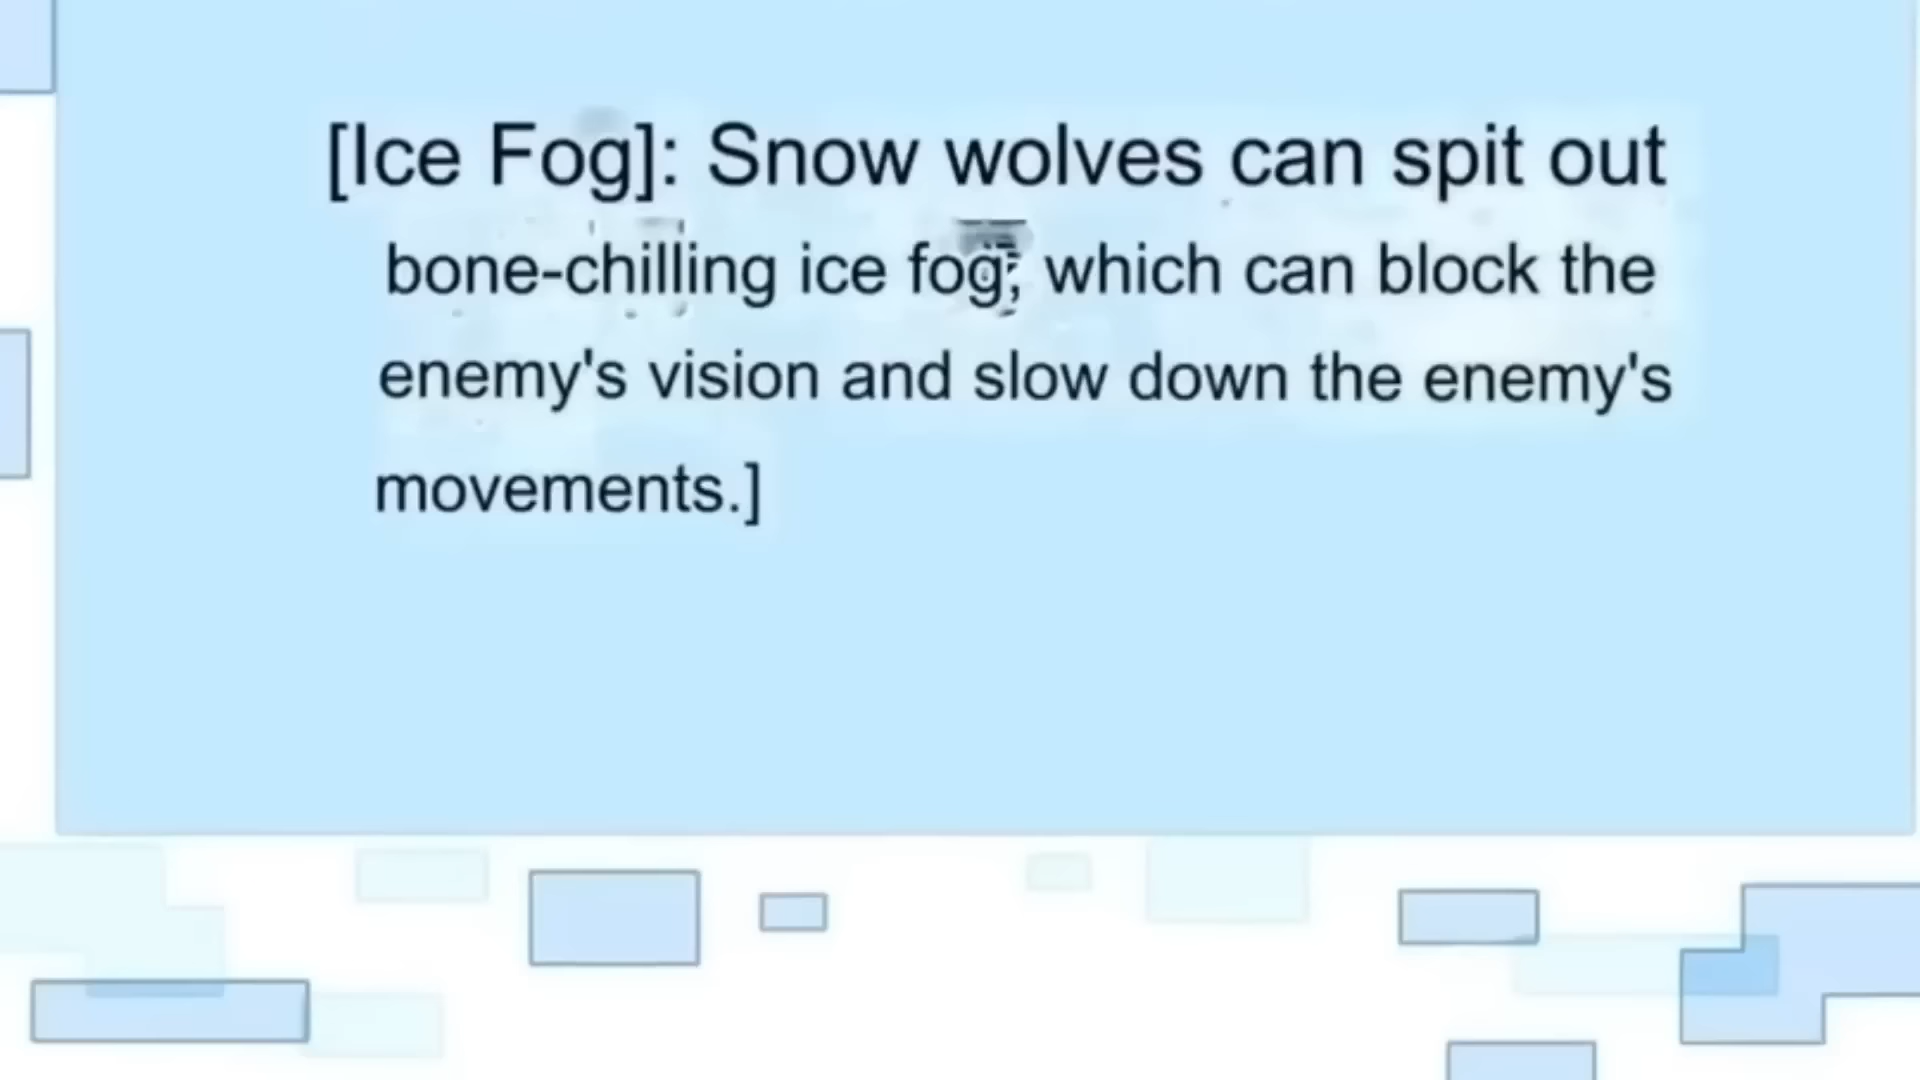 [Ice Fog]: Snow wolves can spit out
bone-chilling ice fog, which can block the
enemy's vision and slow down the enemy's
movements.]